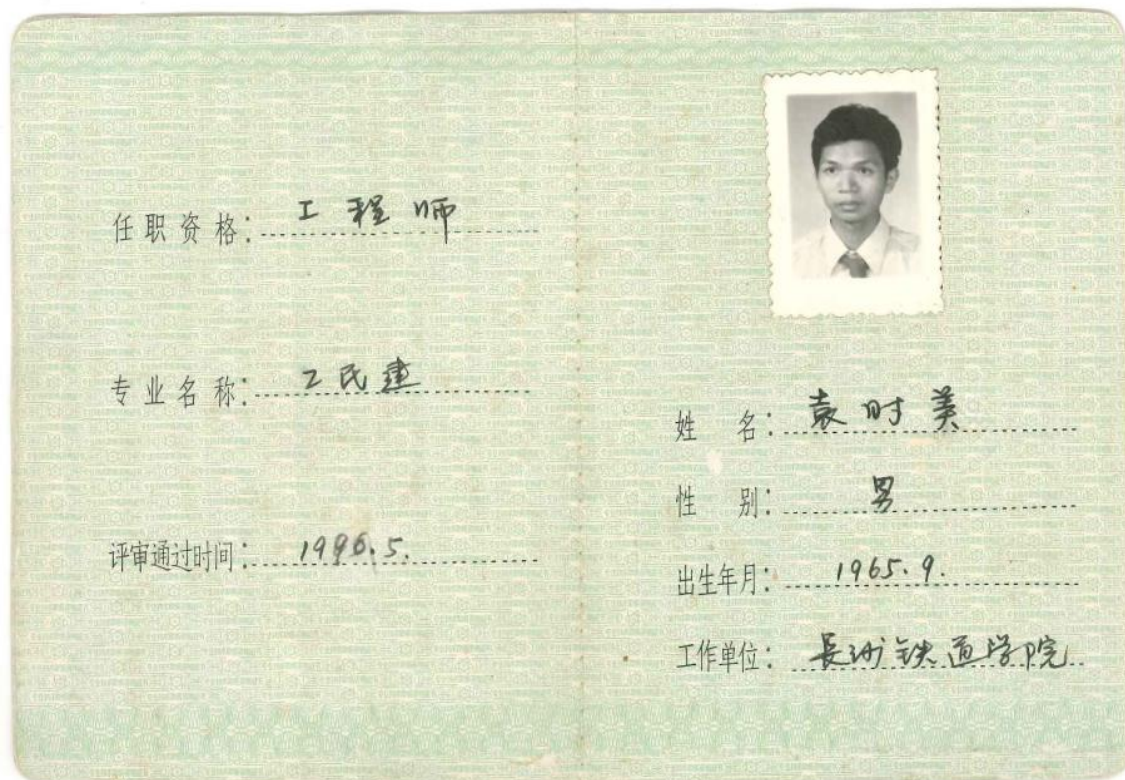 任职资格：工程师
专业名称：工民建
评审通过时间：1996.5.
姓名：袁时美
性别：男
出生年月：1965.9.
工作单位：長沙铁道学院